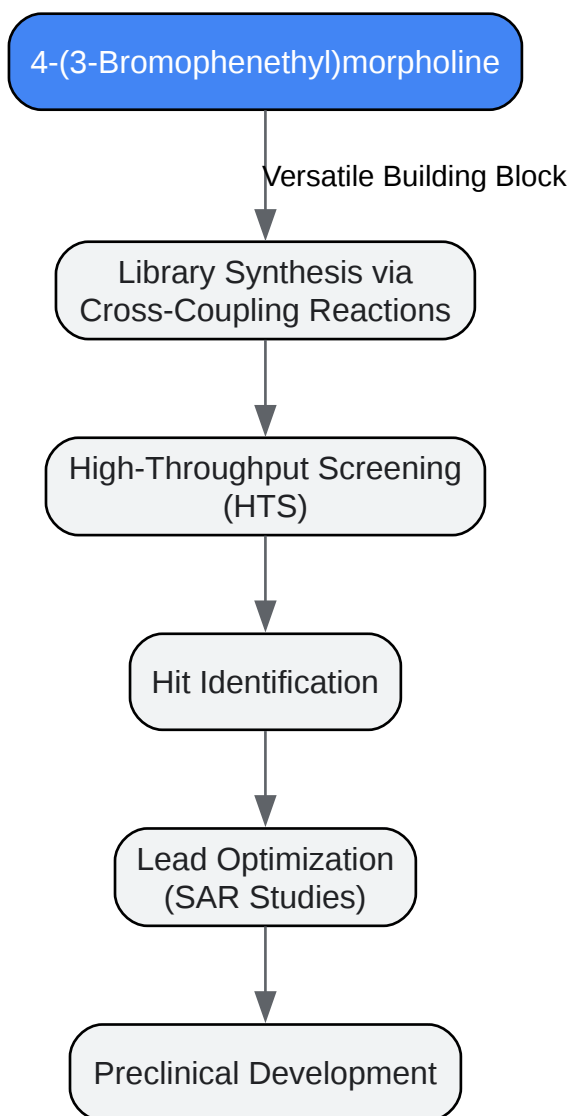 4-(3-Bromophenethyl)morpholine
Versatile Building Block
Library Synthesis via
Cross-Coupling Reactions
High-Throughput Screening
(HTS)
Hit Identification
Lead Optimization
(SAR Studies)
Preclinical Development